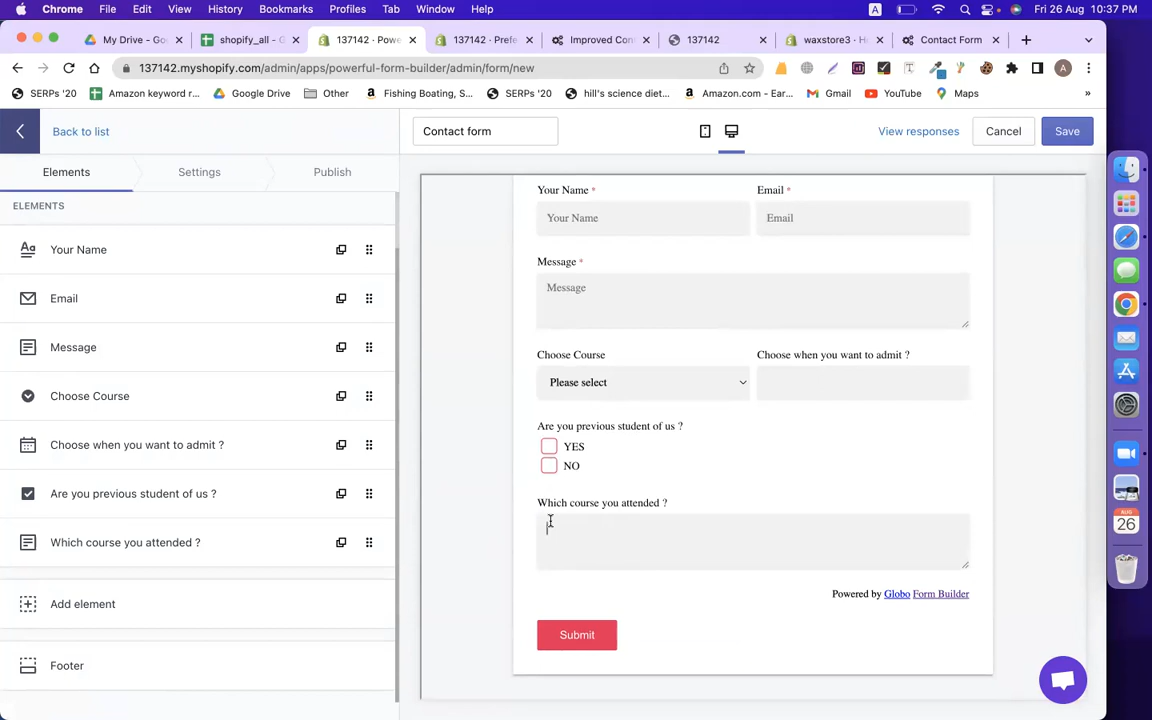 Chrome File Edit View History Bookmarks Profiles Tab Window Help A Fri 26 Aug 10:37 PM
My Drive - Go shopify_all - G 137142 · Powe 137142 · Prefe Improved Con 137142 waxstore3 · H Contact Form
137142.myshopify.com/admin/apps/powerful-form-builder/admin/form/new A
SERPs '20 Amazon keyword r... Google Drive Other Fishing Boating, S... SERPs '20 hill's science diet... Amazon.com - Ear... Gmail YouTube Maps »
Back to list Contact form View responses Cancel Save
Elements Settings Publish
ELEMENTS
Aa Your Name
Email
Message
Choose Course
Choose when you want to admit ?
Are you previous student of us ?
Which course you attended ?
Add element
Footer
Your Name * Email *
Your Name Email
Message *
Message
Choose Course Choose when you want to admit ?
Please select
Are you previous student of us ?
YES
NO
Which course you attended ?
Powered by Globo Form Builder
Submit
AUG
26